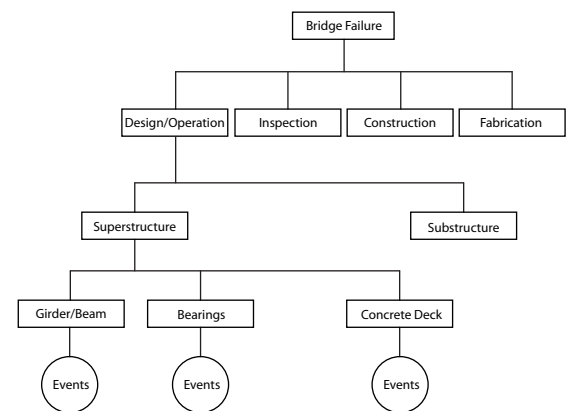 Bridge Failure
Design/Operation
Inspection
Construction
Fabrication
Superstructure
Substructure
Girder/Beam
Bearings
Concrete Deck
Events
Events
Events